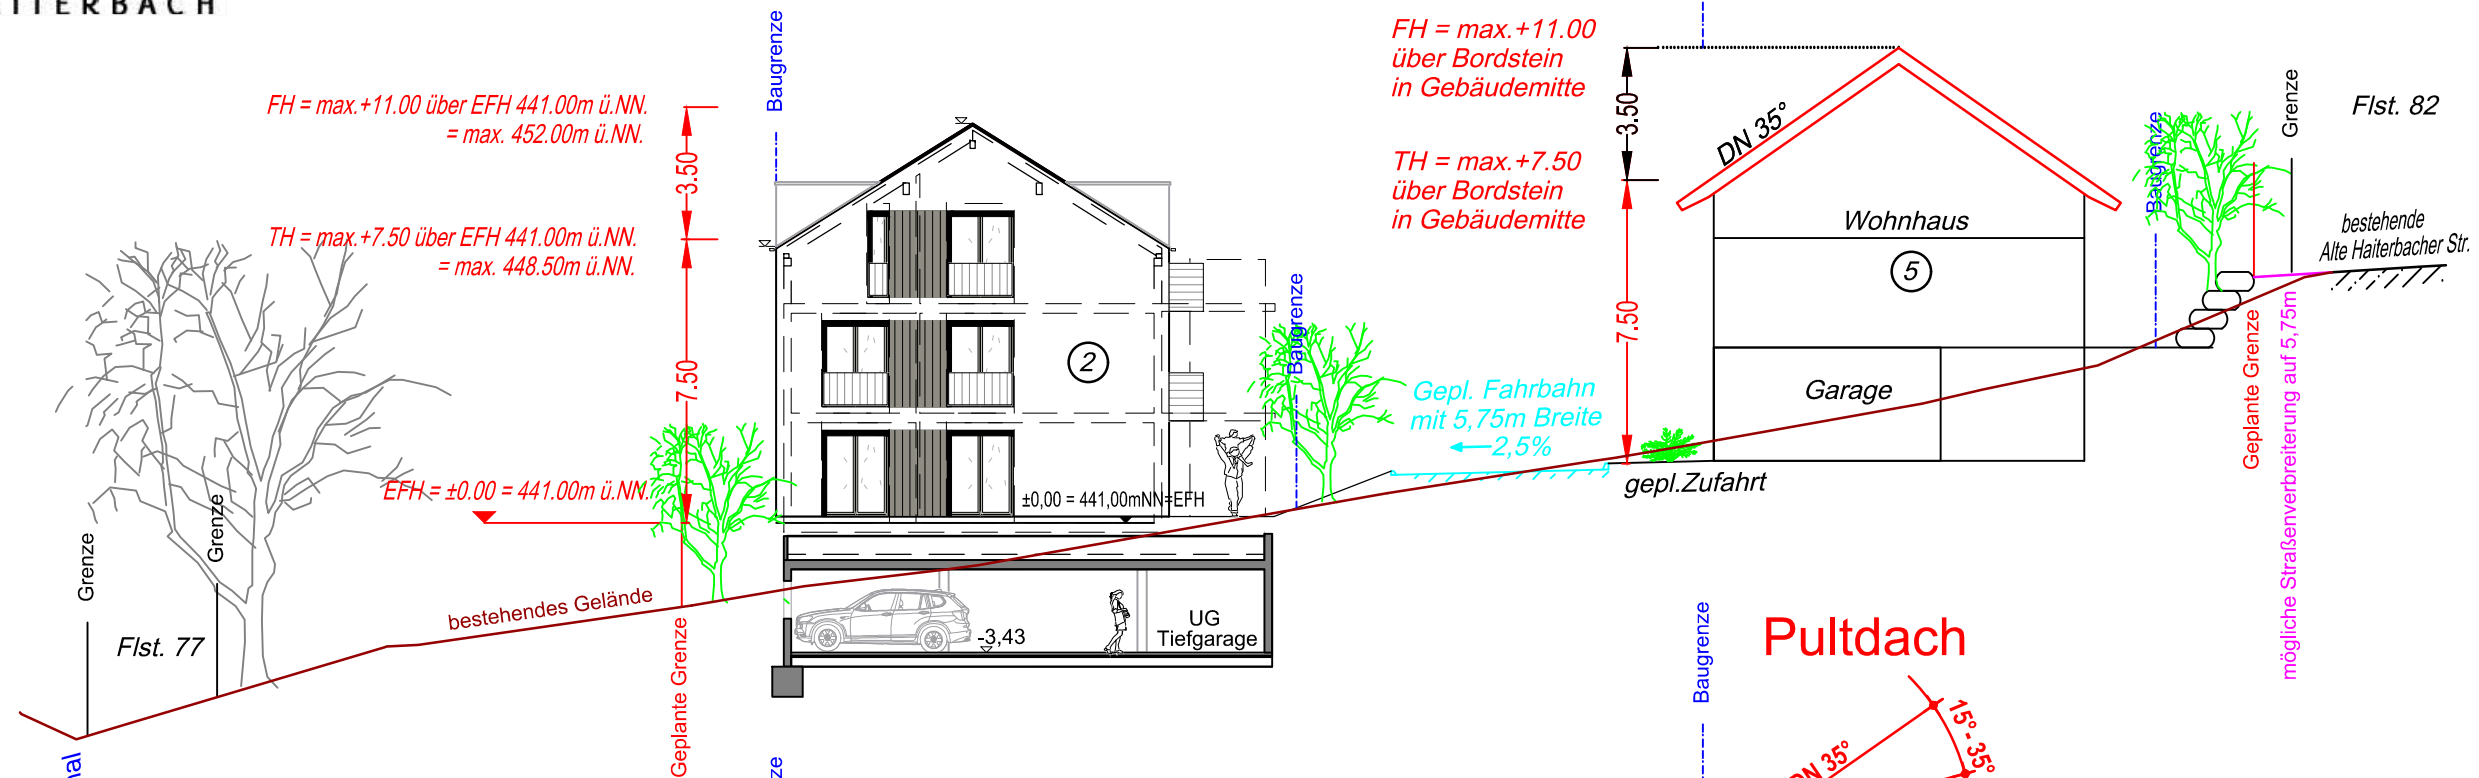 FH = max.+11.00 über EFH 441.00m ü.NN.
= max. 452.00m ü.NN.
3.50
TH = max.+7.50 über EFH 441.00m ü.NN.
= max. 448.50m ü.NN.
7.50
EFH = ±0.00 = 441.00m ü.NN.
Grenze
Grenze
Flst. 77
bestehendes Gelände
Geplante Grenze
Baugrenze
2
±0,00 = 441,00mNN=EFH
-3,43
UG
Tiefgarage
Baugrenze
Gepl. Fahrbahn
mit 5,75m Breite
2,5%
FH = max.+11.00
über Bordstein
in Gebäudemitte
TH = max.+7.50
über Bordstein
in Gebäudemitte
3.50
7.50
DN 35°
Wohnhaus
5
Garage
gepl.Zufahrt
Baugrenze
Grenze
Flst. 82
bestehende
Alte Haiterbacher Str.
Geplante Grenze
mögliche Straßenverbreiterung auf 5,75m
Baugrenze
Pultdach
DN 35°
15° - 35°